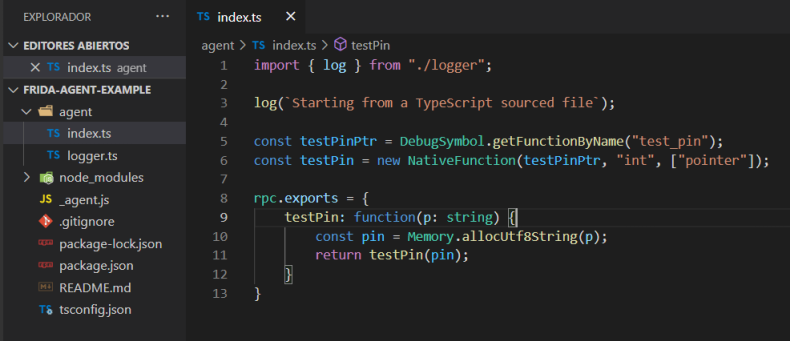 EXPLORADOR ...
EDITORES ABIERTOS
TS index.ts agent
FRIDA-AGENT-EXAMPLE
agent
TS index.ts
TS logger.ts
node_modules
JS _agent.js
.gitignore
package-lock.json
package.json
README.md
TS tsconfig.json
TS index.ts
agent > TS index.ts > testPin
1 import { log } from "./logger";
2
3 log(`Starting from a TypeScript sourced file`);
4
5 const testPinPtr = DebugSymbol.getFunctionByName("test_pin");
6 const testPin = new NativeFunction(testPinPtr, "int", ["pointer"]);
7
8 rpc.exports = {
9     testPin: function(p: string) {
10         const pin = Memory.allocUtf8String(p);
11         return testPin(pin);
12     }
13 }